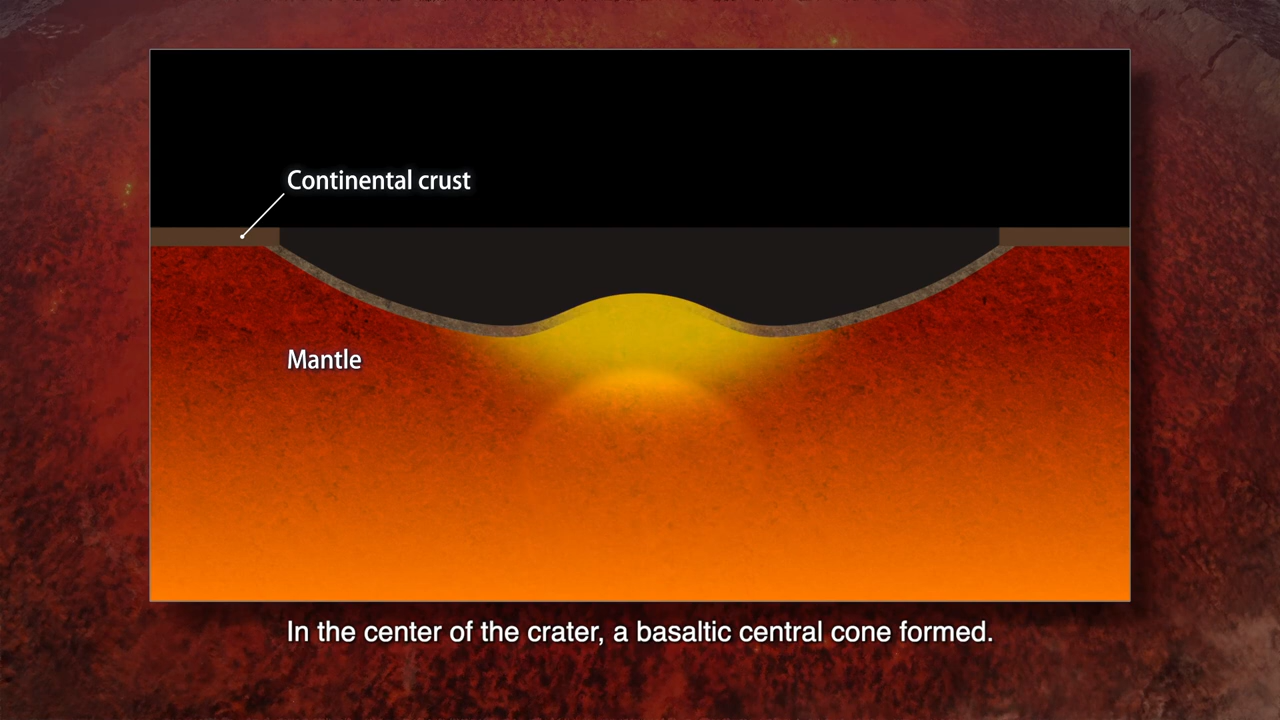 Continental crust
Mantle
In the center of the crater, a basaltic central cone formed.